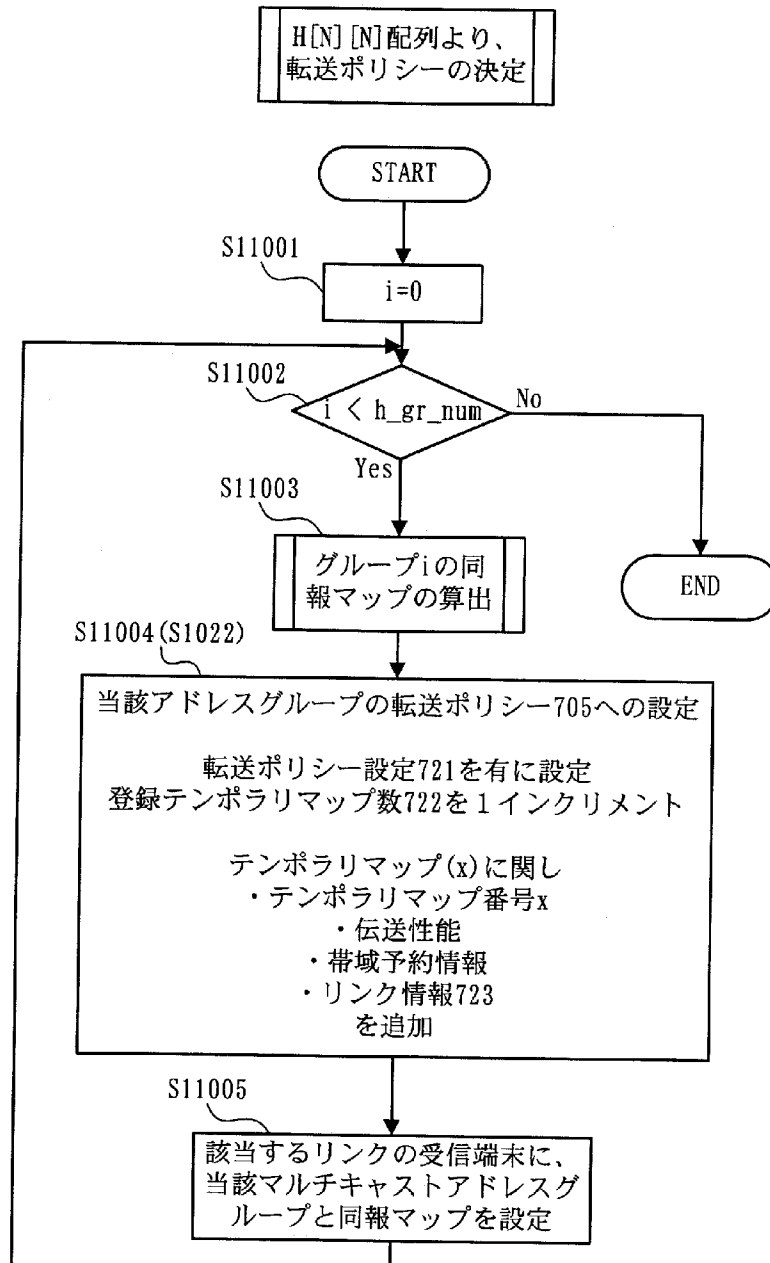 H[N][N]配列より、
転送ポリシーの決定
START
S11001
i=0
S11002
i < h_gr_num
No
Yes
S11003
グループiの同
報マップの算出
END
S11004(S1022)
当該アドレスグループの転送ポリシー705への設定
転送ポリシー設定721を有に設定
登録テンポラリマップ数722を１インクリメント
テンポラリマップ(x)に関し
・テンポラリマップ番号x
・伝送性能
・帯域予約情報
・リンク情報723
を追加
S11005
該当するリンクの受信端末に、
当該マルチキャストアドレスグ
ループと同報マップを設定